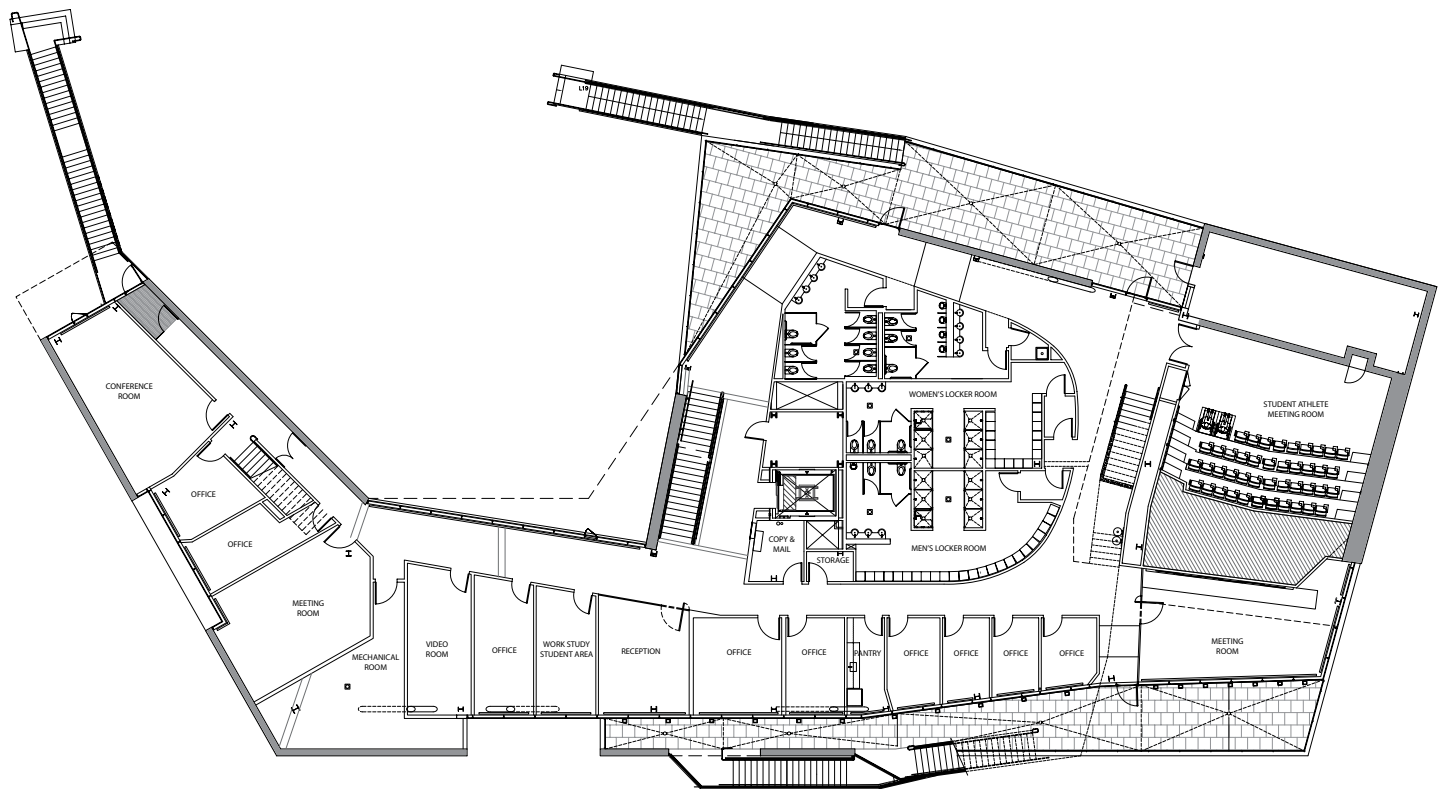 L19
CONFERENCE
ROOM
WOMEN'S LOCKER ROOM
STUDENT ATHLETE
MEETING ROOM
OFFICE
OFFICE
COPY &
MAIL
MEN'S LOCKER ROOM
STORAGE
MEETING
ROOM
MECHANICAL
ROOM
VIDEO
ROOM
OFFICE
WORK STUDY
STUDENT AREA
RECEPTION
OFFICE
OFFICE
PANTRY
OFFICE
OFFICE
OFFICE
OFFICE
MEETING
ROOM